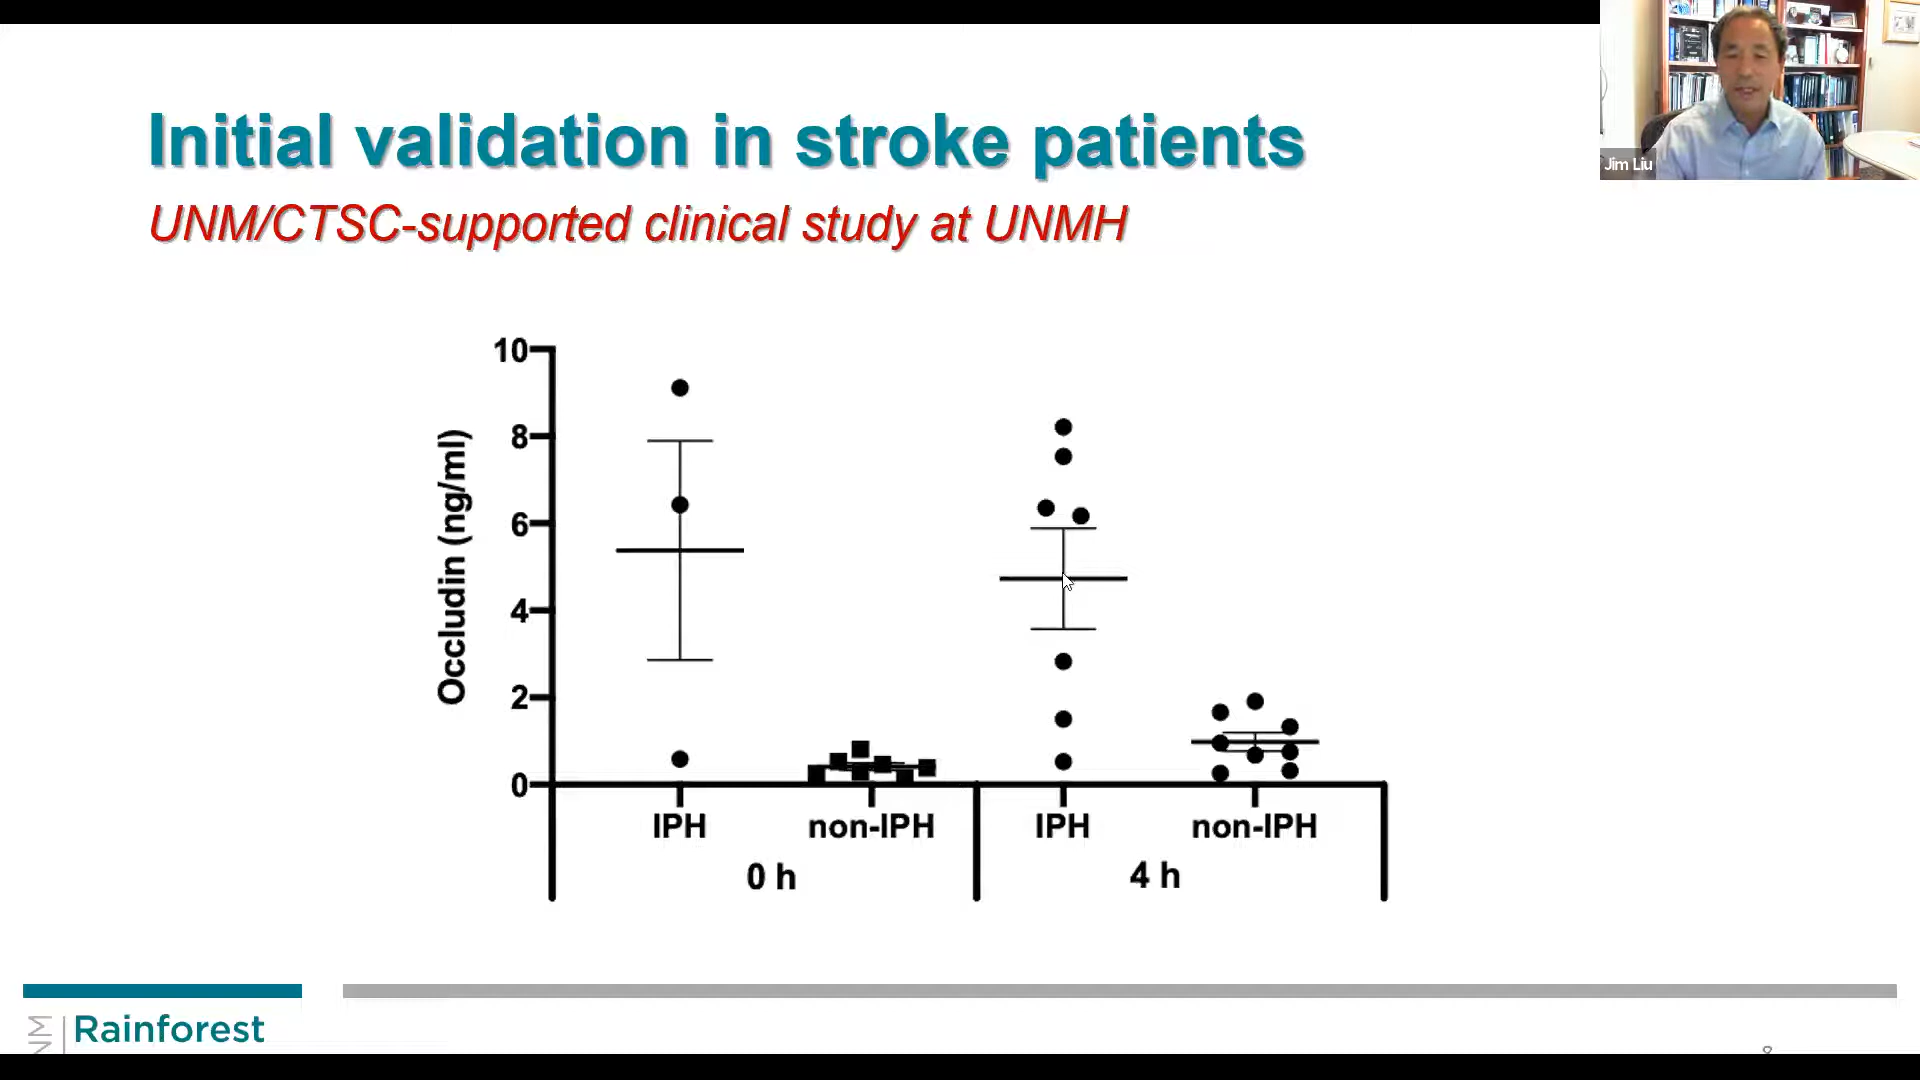 Initial validation in stroke patients
UNM/CTSC-supported clinical study at UNMH
Jim Liu
Occludin (ng/ml)
10
8
6
4
2
0
IPH non-IPH IPH non-IPH
0 h 4 h
Rainforest